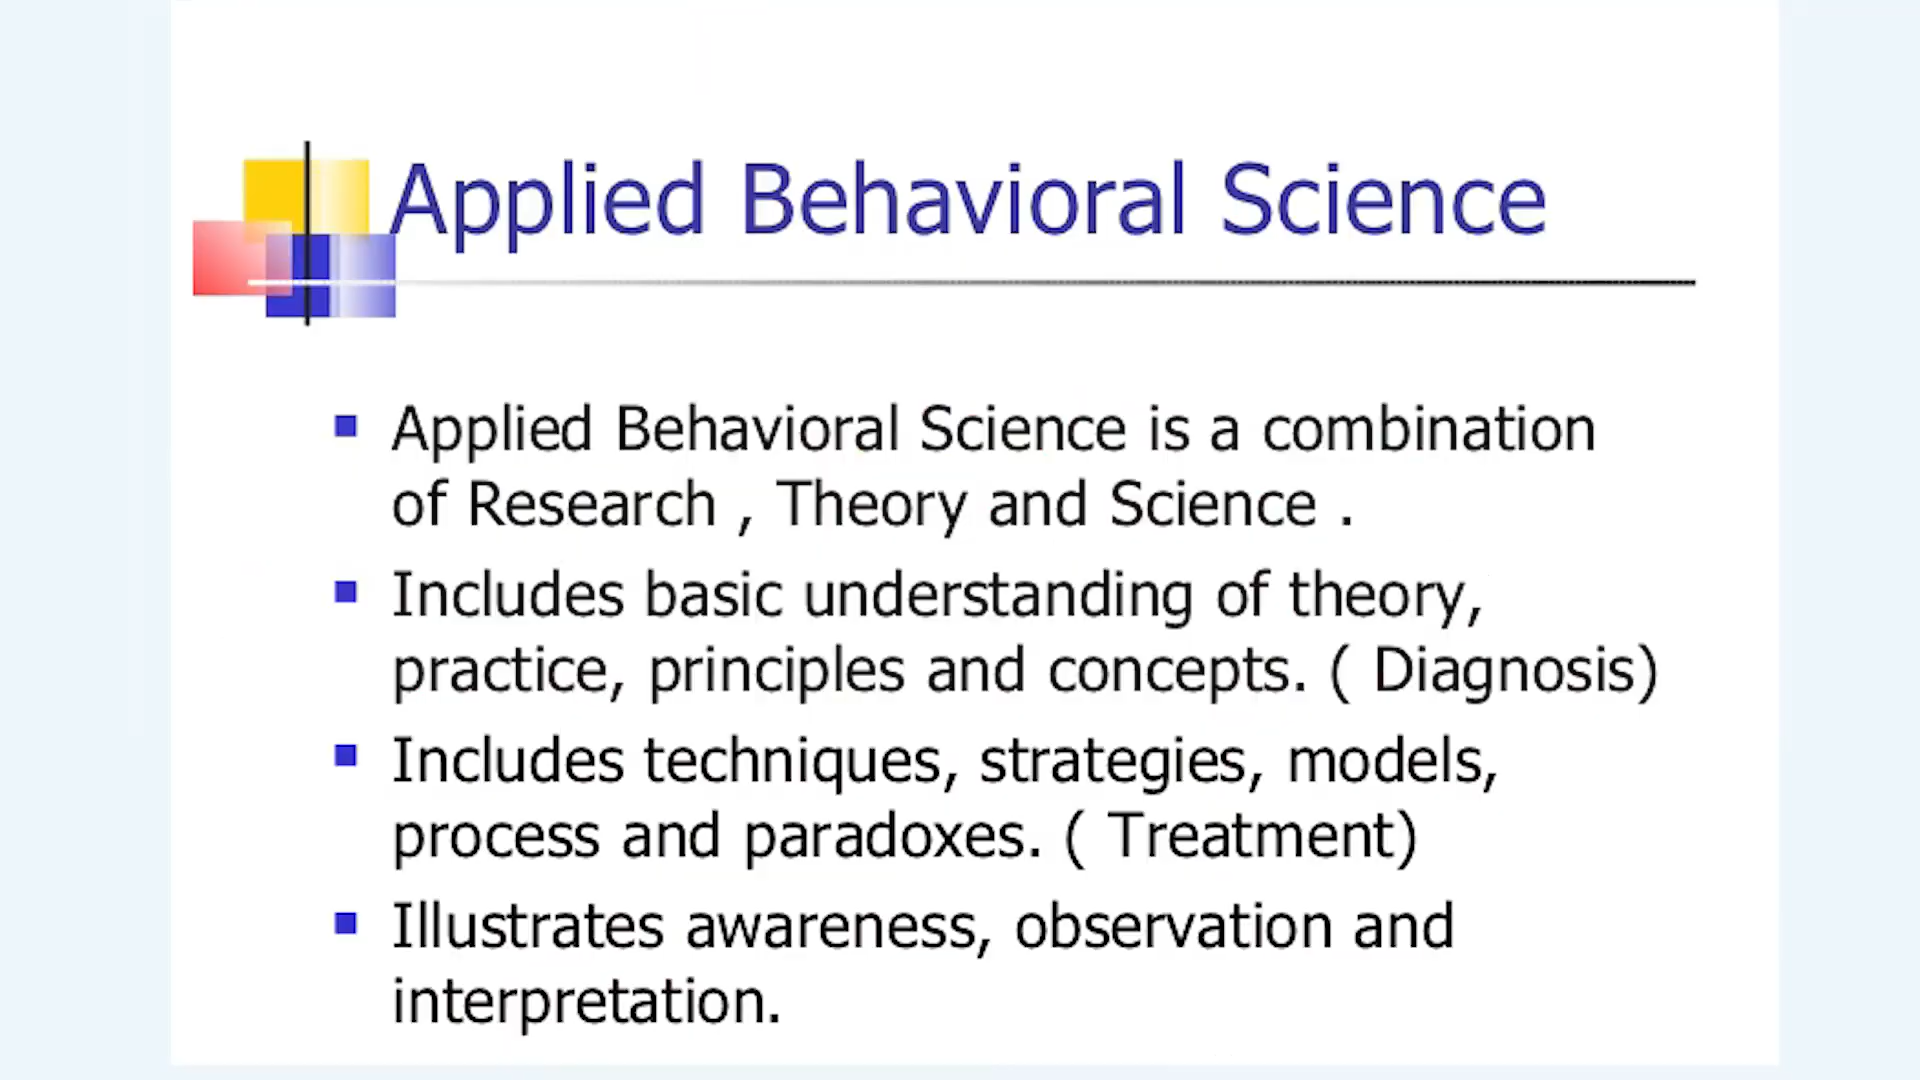 Applied Behavioral Science
Applied Behavioral Science is a combination
of Research , Theory and Science .
Includes basic understanding of theory,
practice, principles and concepts. ( Diagnosis)
Includes techniques, strategies, models,
process and paradoxes. ( Treatment)
Illustrates awareness, observation and
interpretation.